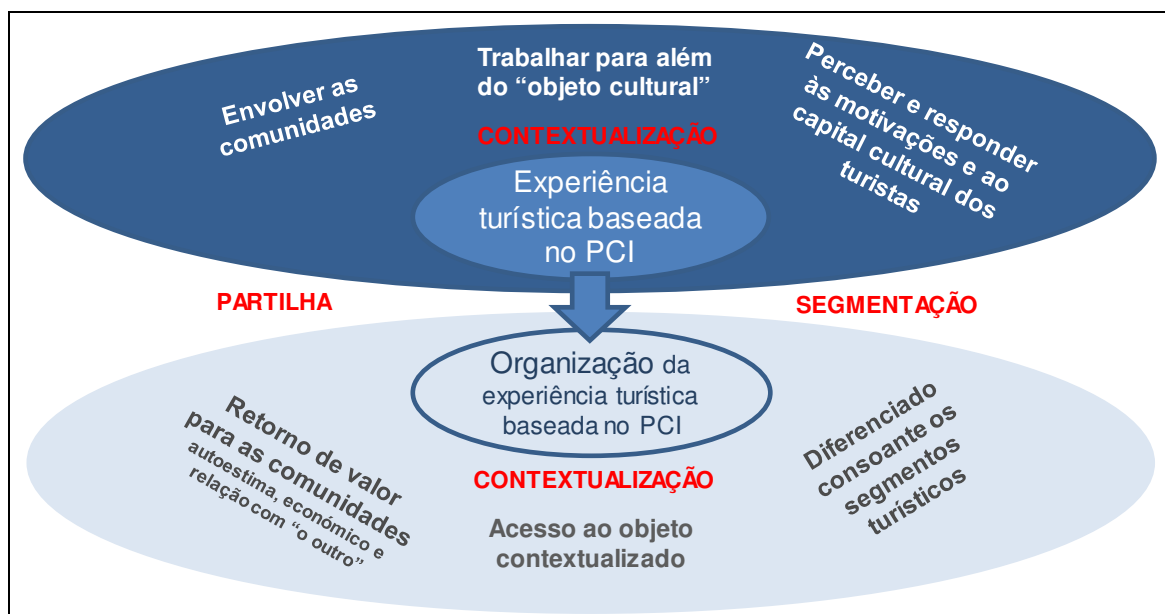 Envolver as
comunidades
Trabalhar para além
do “objeto cultural”
CONTEXTUALIZAÇÃO
Perceber e responder
às motivações e ao
capital cultural dos
turistas
Experiência
turística baseada
no PCI
PARTILHA
SEGMENTAÇÃO
Organização da
experiência turística
baseada no PCI
Retorno de valor
para as comunidades
autoestima, económico e
relação com “o outro”
CONTEXTUALIZAÇÃO
Acesso ao objeto
contextualizado
Diferenciado
consoante os
segmentos
turísticos